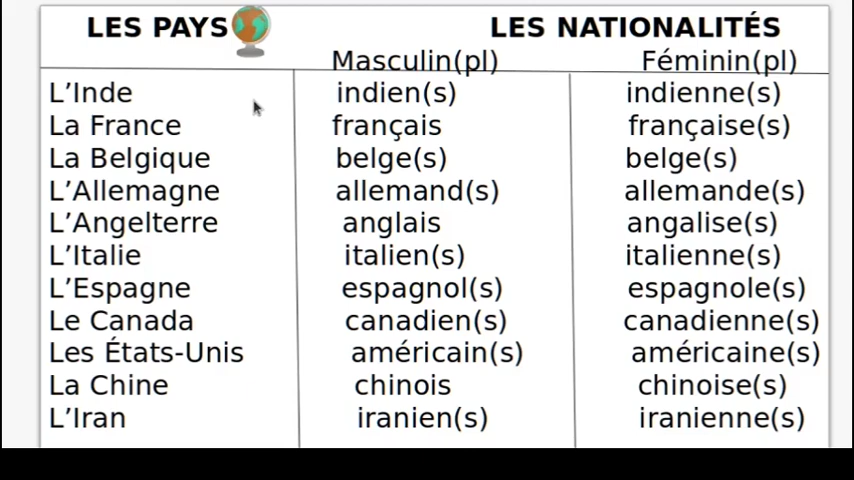 LES PAYS LES NATIONALITÉS
Masculin(pl) Féminin(pl)
L’Inde indien(s) indienne(s)
La France français française(s)
La Belgique belge(s) belge(s)
L’Allemagne allemand(s) allemande(s)
L’Angelterre anglais angalise(s)
L’Italie italien(s) italienne(s)
L’Espagne espagnol(s) espagnole(s)
Le Canada canadien(s) canadienne(s)
Les États-Unis américain(s) américaine(s)
La Chine chinois chinoise(s)
L’Iran iranien(s) iranienne(s)